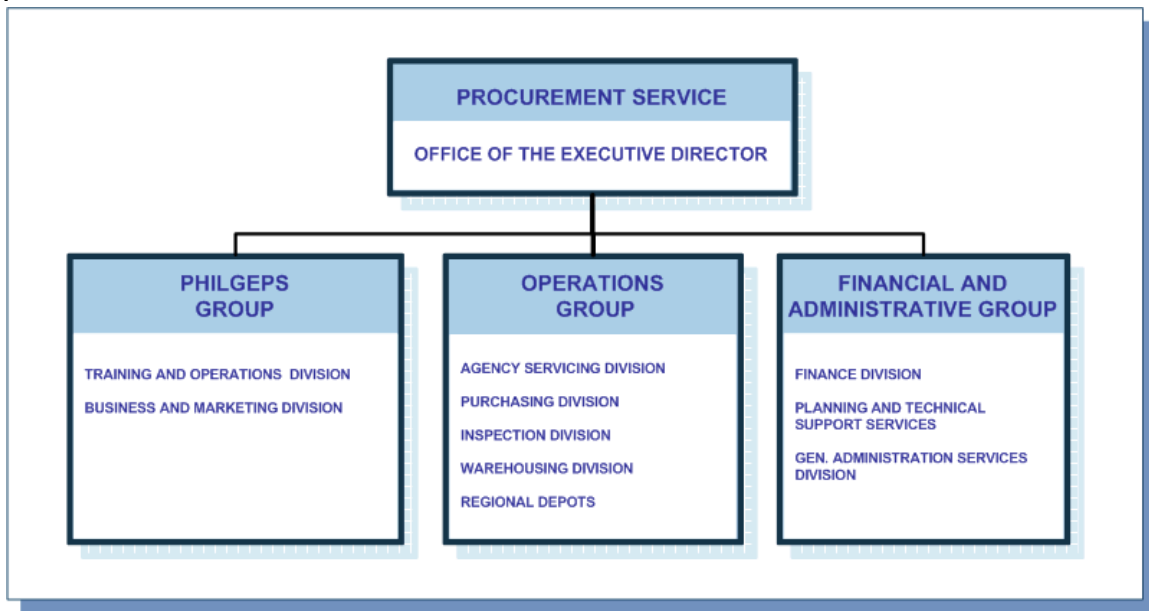 PROCUREMENT SERVICE
OFFICE OF THE EXECUTIVE DIRECTOR
PHILGEPS
GROUP
TRAINING AND OPERATIONS DIVISION
BUSINESS AND MARKETING DIVISION
OPERATIONS
GROUP
AGENCY SERVICING DIVISION
PURCHASING DIVISION
INSPECTION DIVISION
WAREHOUSING DIVISION
REGIONAL DEPOTS
FINANCIAL AND
ADMINISTRATIVE GROUP
FINANCE DIVISION
PLANNING AND TECHNICAL
SUPPORT SERVICES
GEN. ADMINISTRATION SERVICES
DIVISION